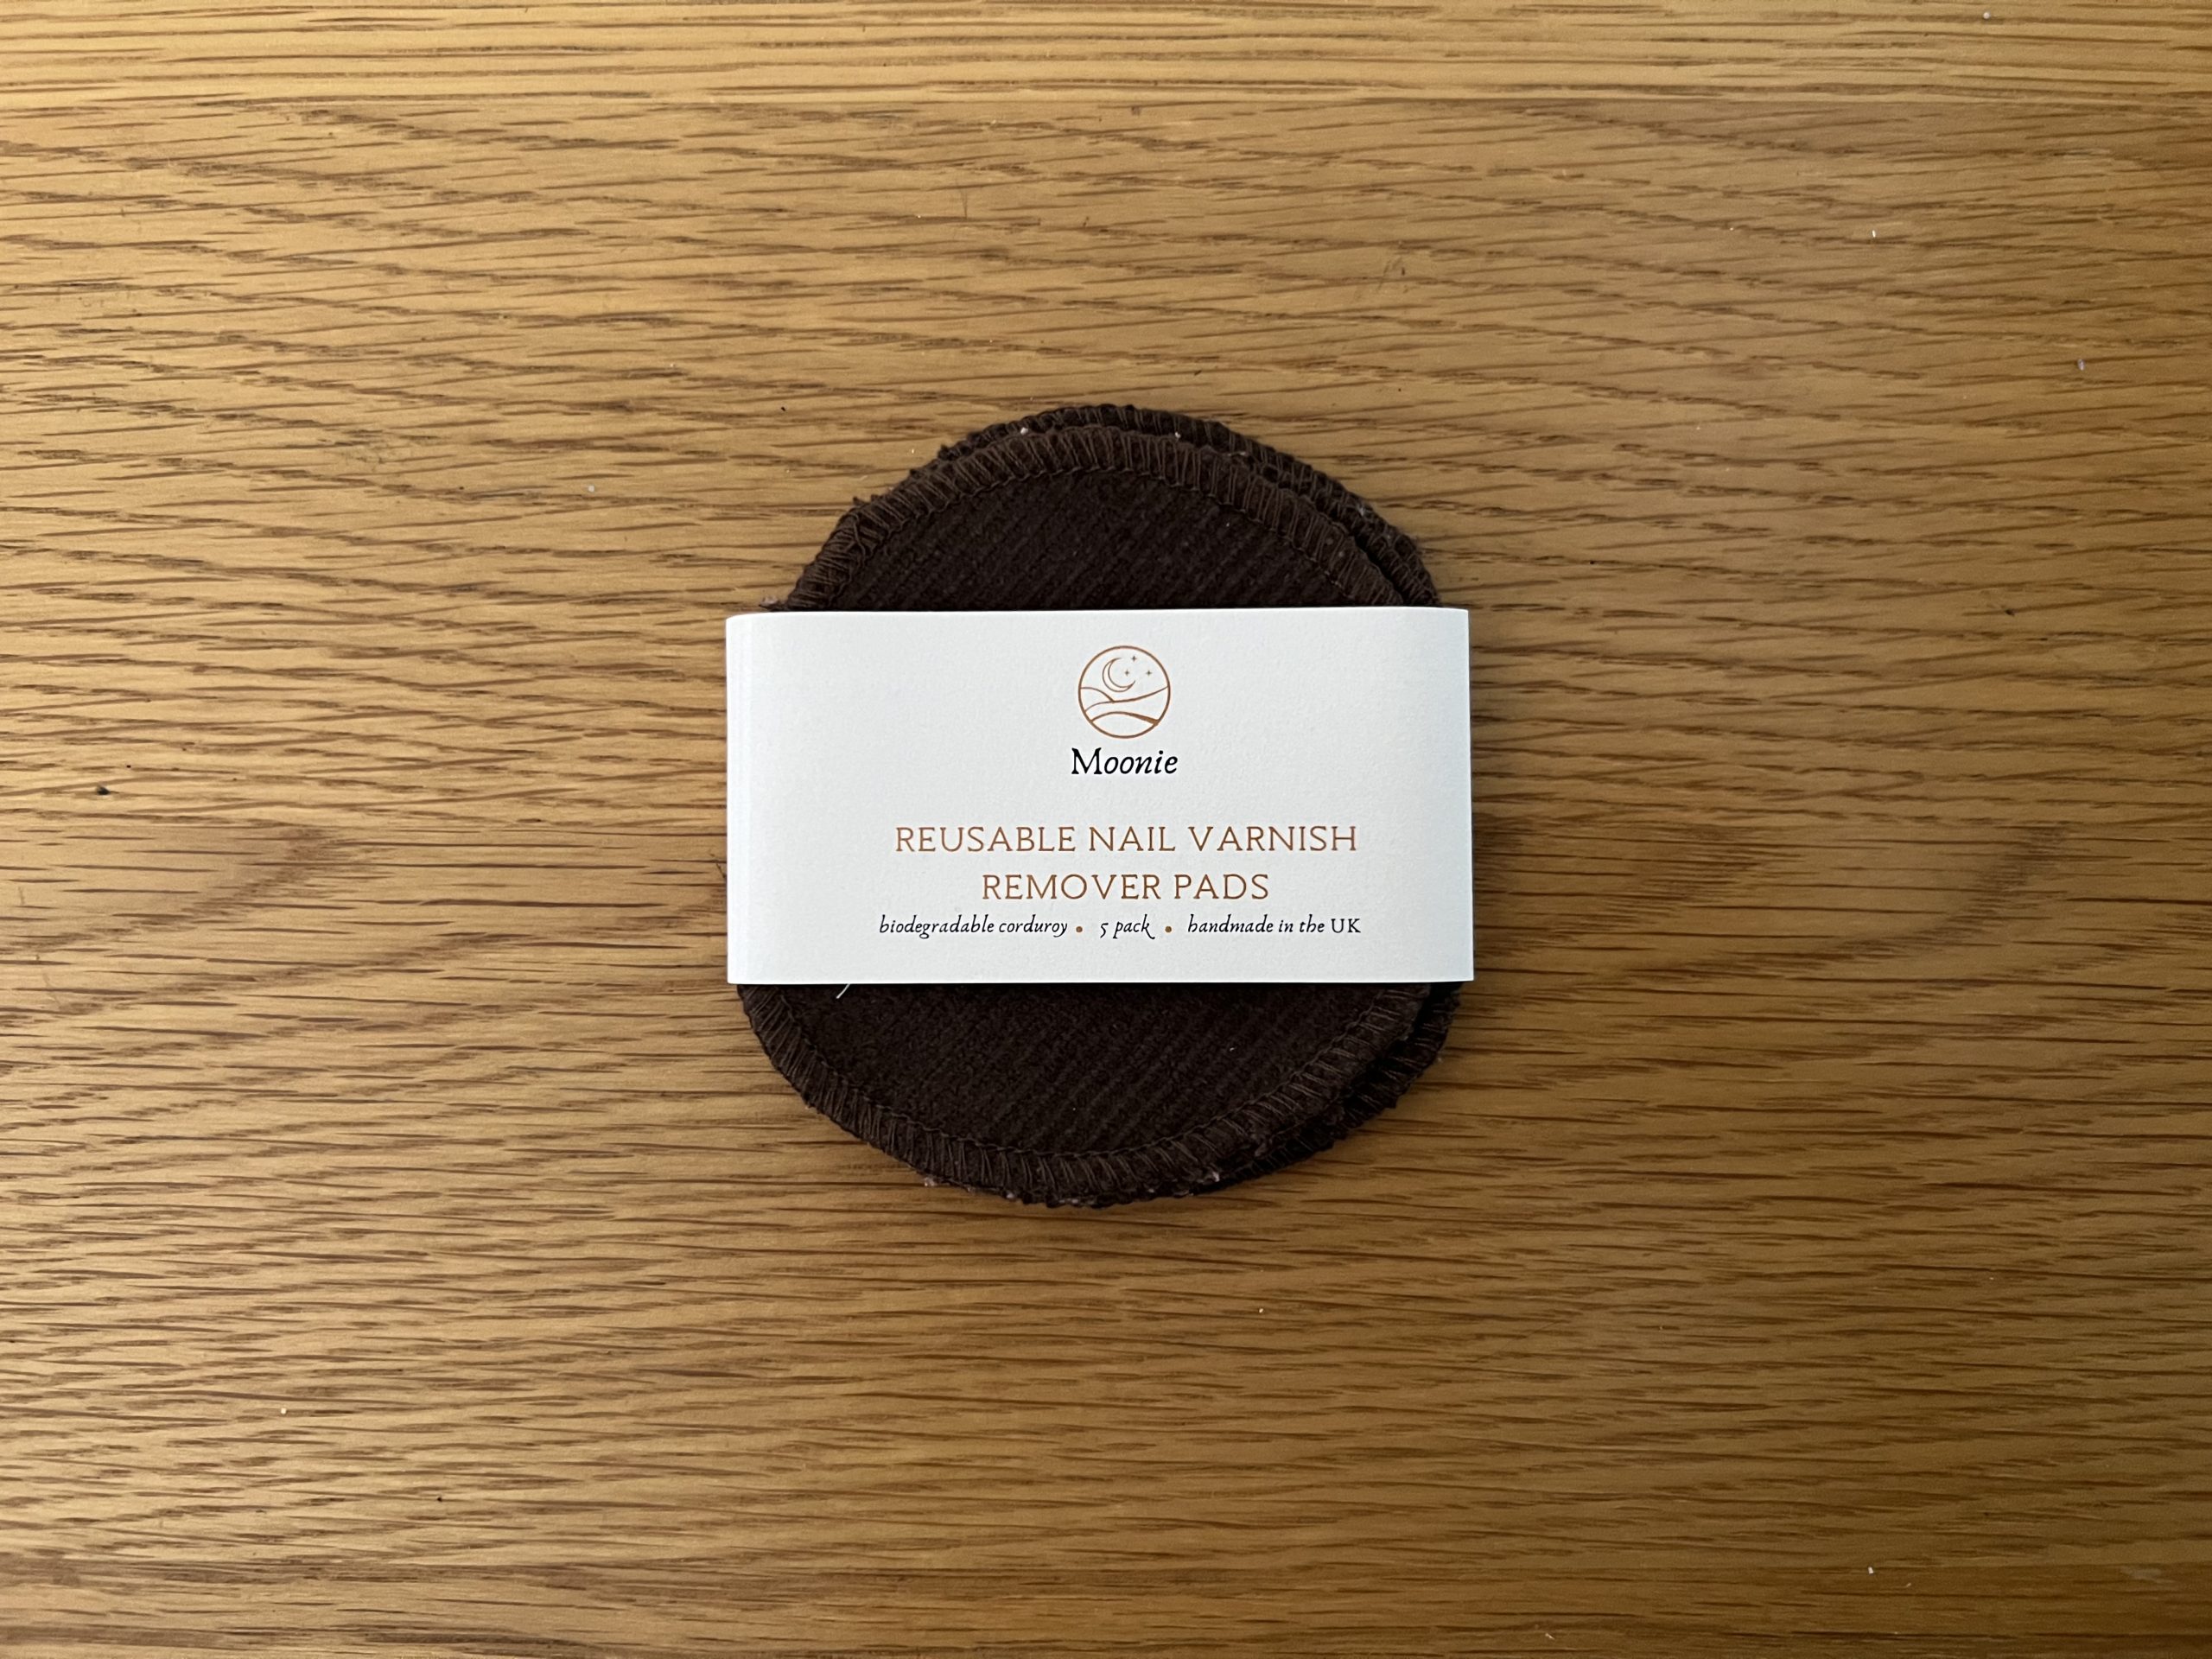 Moonie
REUSABLE NAIL VARNISH
REMOVER PADS
biodegradable corduroy • 5 pack • handmade in the UK